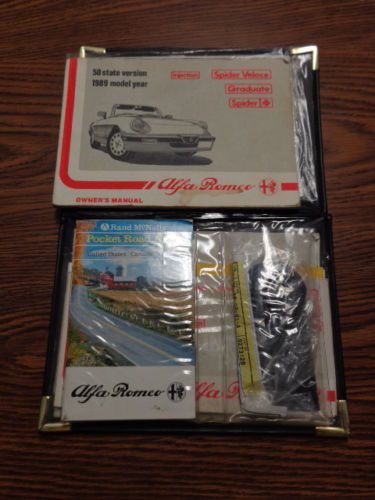 50 state version
1989 model year
injection
Spider Veloce
Graduate
Spider
Alfa Romeo
OWNER'S MANUAL
Rand McNally
Pocket Road
United States Canada
Alfa Romeo